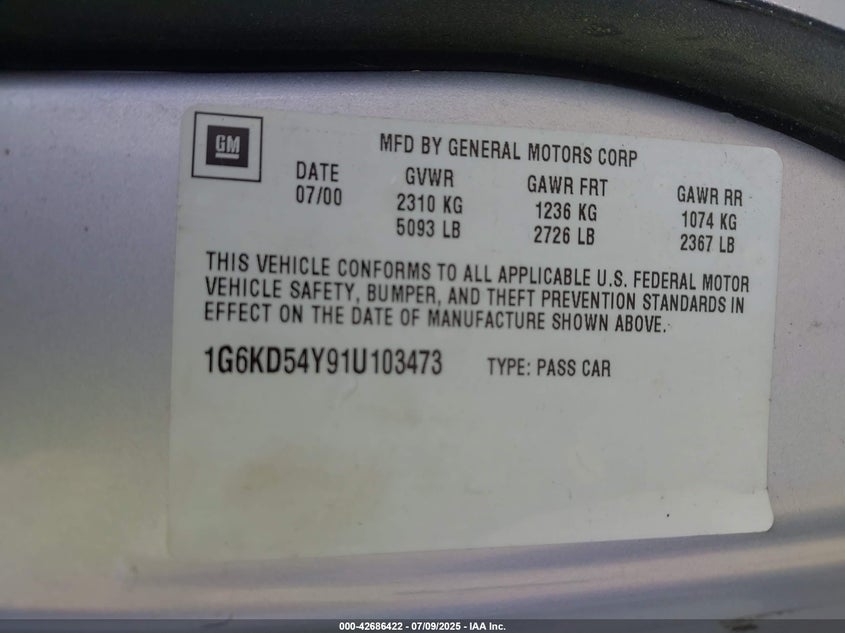 GM
MFD BY GENERAL MOTORS CORP
DATE GVWR GAWR FRT GAWR RR
07/00 2310 KG 1236 KG 1074 KG
5093 LB 2726 LB 2367 LB
THIS VEHICLE CONFORMS TO ALL APPLICABLE U.S. FEDERAL MOTOR
VEHICLE SAFETY, BUMPER, AND THEFT PREVENTION STANDARDS IN
EFFECT ON THE DATE OF MANUFACTURE SHOWN ABOVE.
1G6KD54Y91U103473 TYPE: PASS CAR
000-42686422 / 07/09/2025 - IAA Inc.